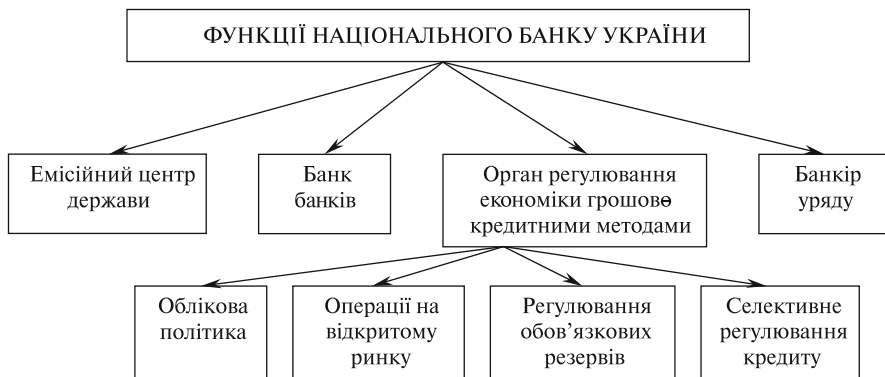 ФУНКЦІЇ НАЦІОНАЛЬНОГО БАНКУ УКРАЇНИ
Емісійний центр
держави
Банк
банків
Орган регулювання
економіки грошово-
кредитними методами
Банкір
уряду
Облікова
політика
Операції на
відкритому
ринку
Регулювання
обов’язкових
резервів
Селективне
регулювання
кредиту